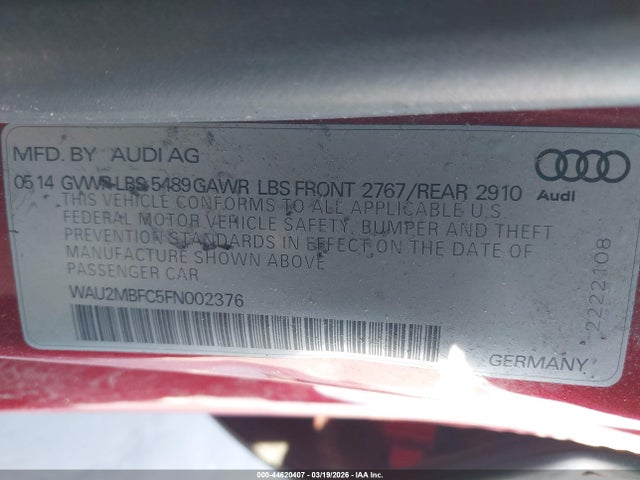 MFD. BY AUDI AG
05 14 GVWR LBS 5489 GAWR LBS FRONT 2767/REAR 2910
THIS VEHICLE CONFORMS TO ALL APPLICABLE U.S.
FEDERAL MOTOR VEHICLE SAFETY, BUMPER AND THEFT
PREVENTION STANDARDS IN EFFECT ON THE DATE OF
MANUFACTURE SHOWN ABOVE
PASSENGER CAR
WAU2MBFC5FN002376
Audi
2222108
GERMANY
000-44620407 - 03/19/2026 - IAA Inc.